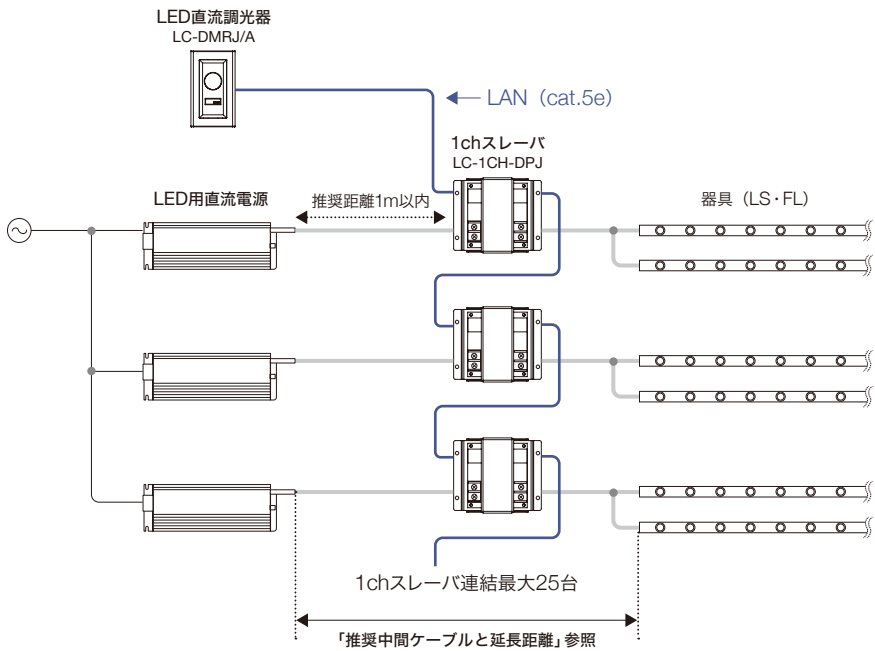 LED直流調光器
LC-DMRJ/A
LAN（cat.5e）
1chスレーバ
LC-1CH-DPJ
LED用直流電源
推奨距離1m以内
器具（LS・FL）
1chスレーバ連結最大25台
「推奨中間ケーブルと延長距離」参照